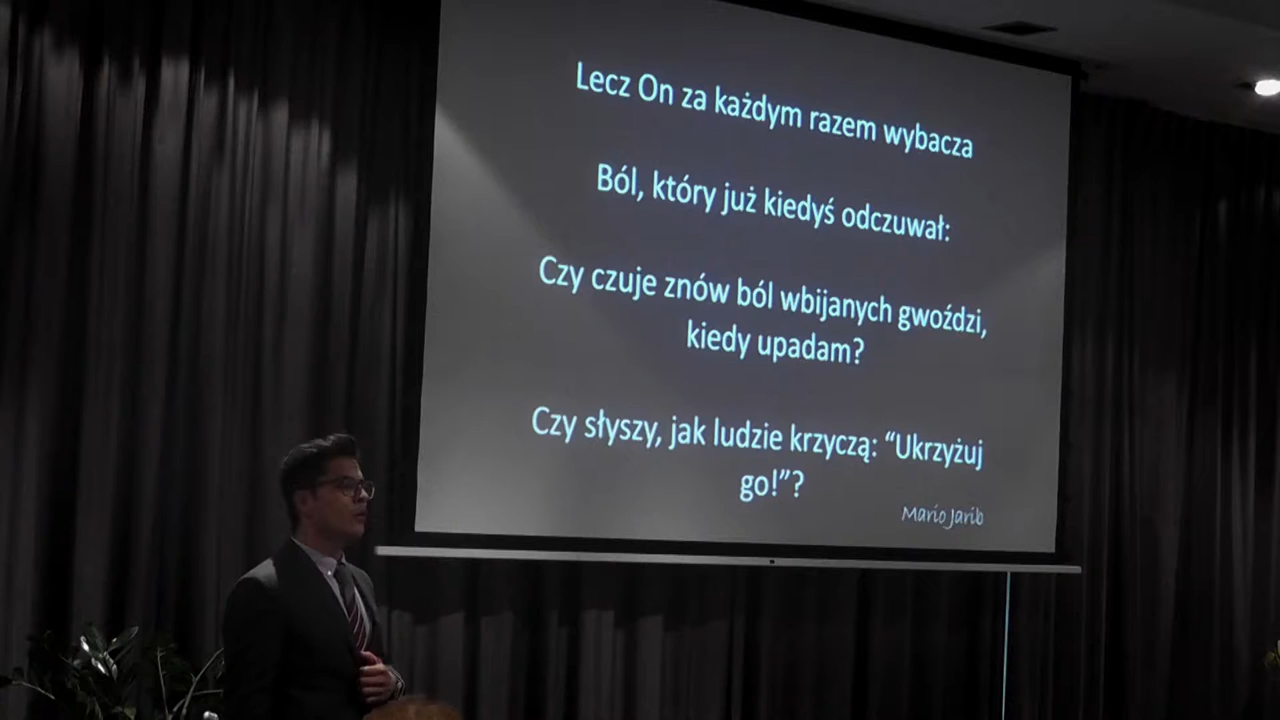 Lecz On za każdym razem wybacza
Ból, który już kiedyś odczuwał:
Czy czuje znów ból wbijanych gwoździ,
kiedy upadam?
Czy słyszy, jak ludzie krzyczą: “Ukrzyżuj
go!”?
Mario Jarib